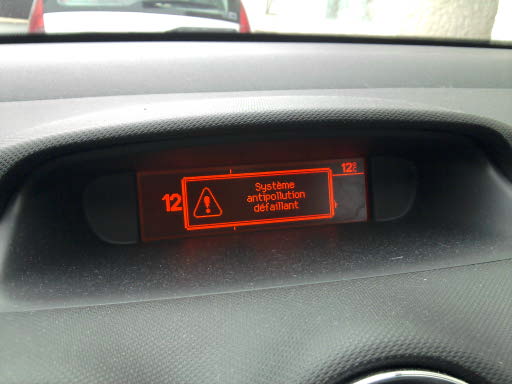 12
12°C
Système
antipollution
défaillant